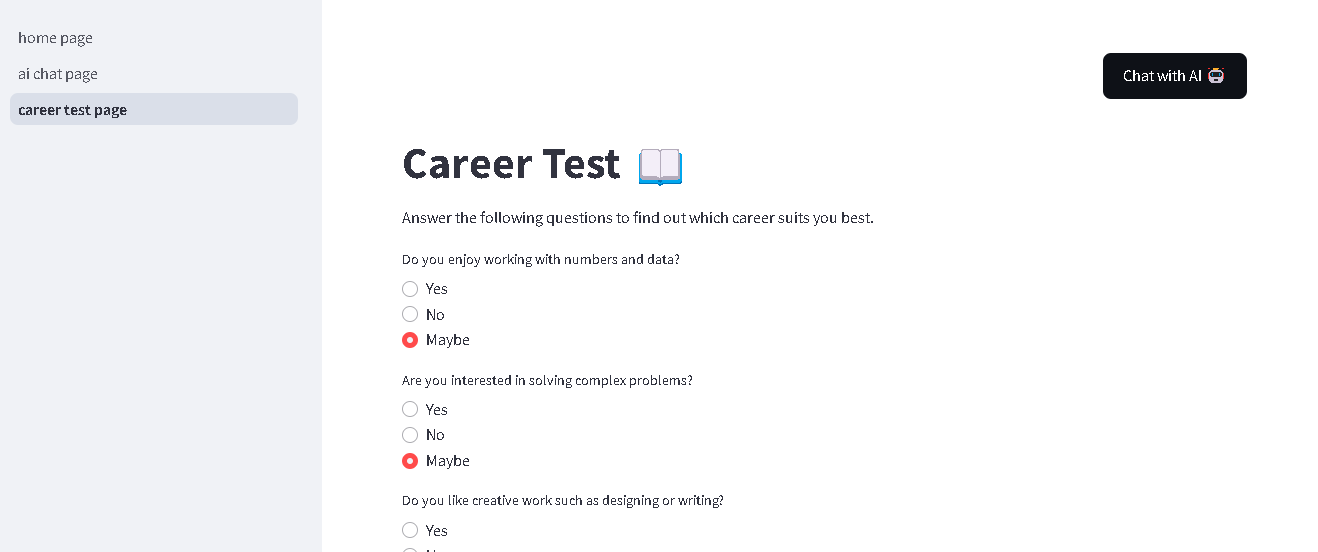 home page
ai chat page
career test page
Chat with AI
Career Test
Answer the following questions to find out which career suits you best.
Do you enjoy working with numbers and data?
Yes
No
Maybe
Are you interested in solving complex problems?
Yes
No
Maybe
Do you like creative work such as designing or writing?
Yes